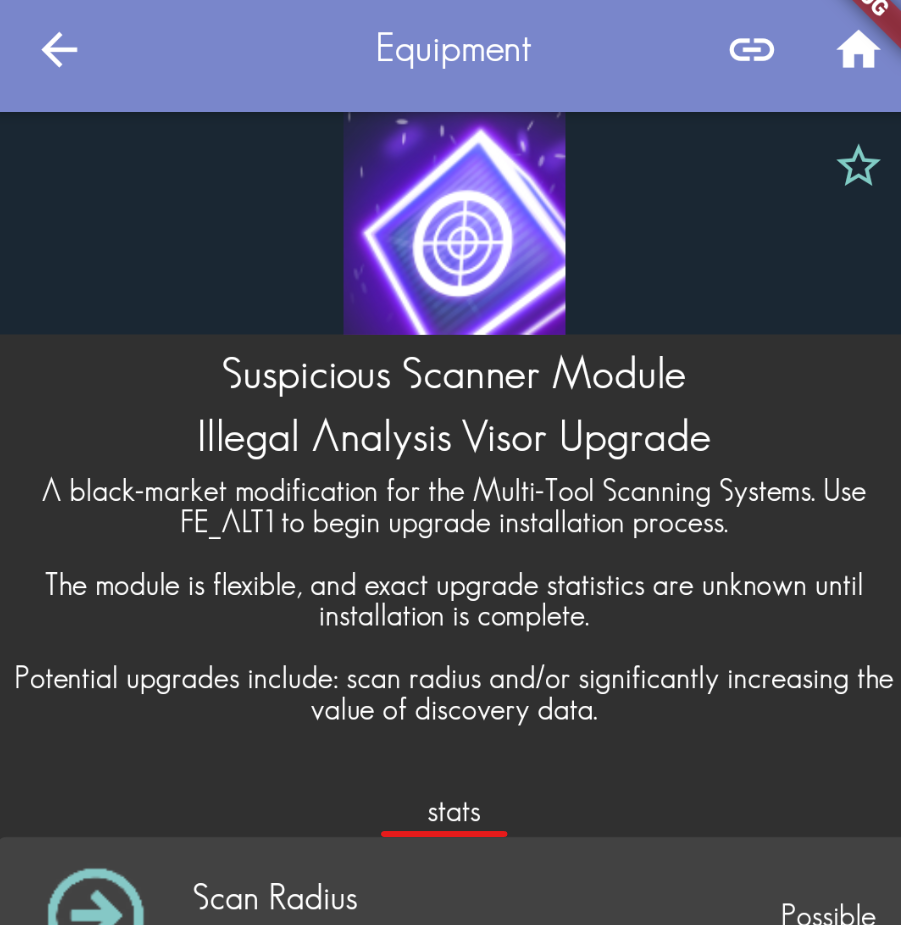 Equipment
Suspicious Scanner Module
Illegal Analysis Visor Upgrade
A black-market modification for the Multi-Tool Scanning Systems. Use
FE_ALT1 to begin upgrade installation process.
The module is flexible, and exact upgrade statistics are unknown until
installation is complete.
Potential upgrades include: scan radius and/or significantly increasing the
value of discovery data.
stats
Scan Radius
Possible